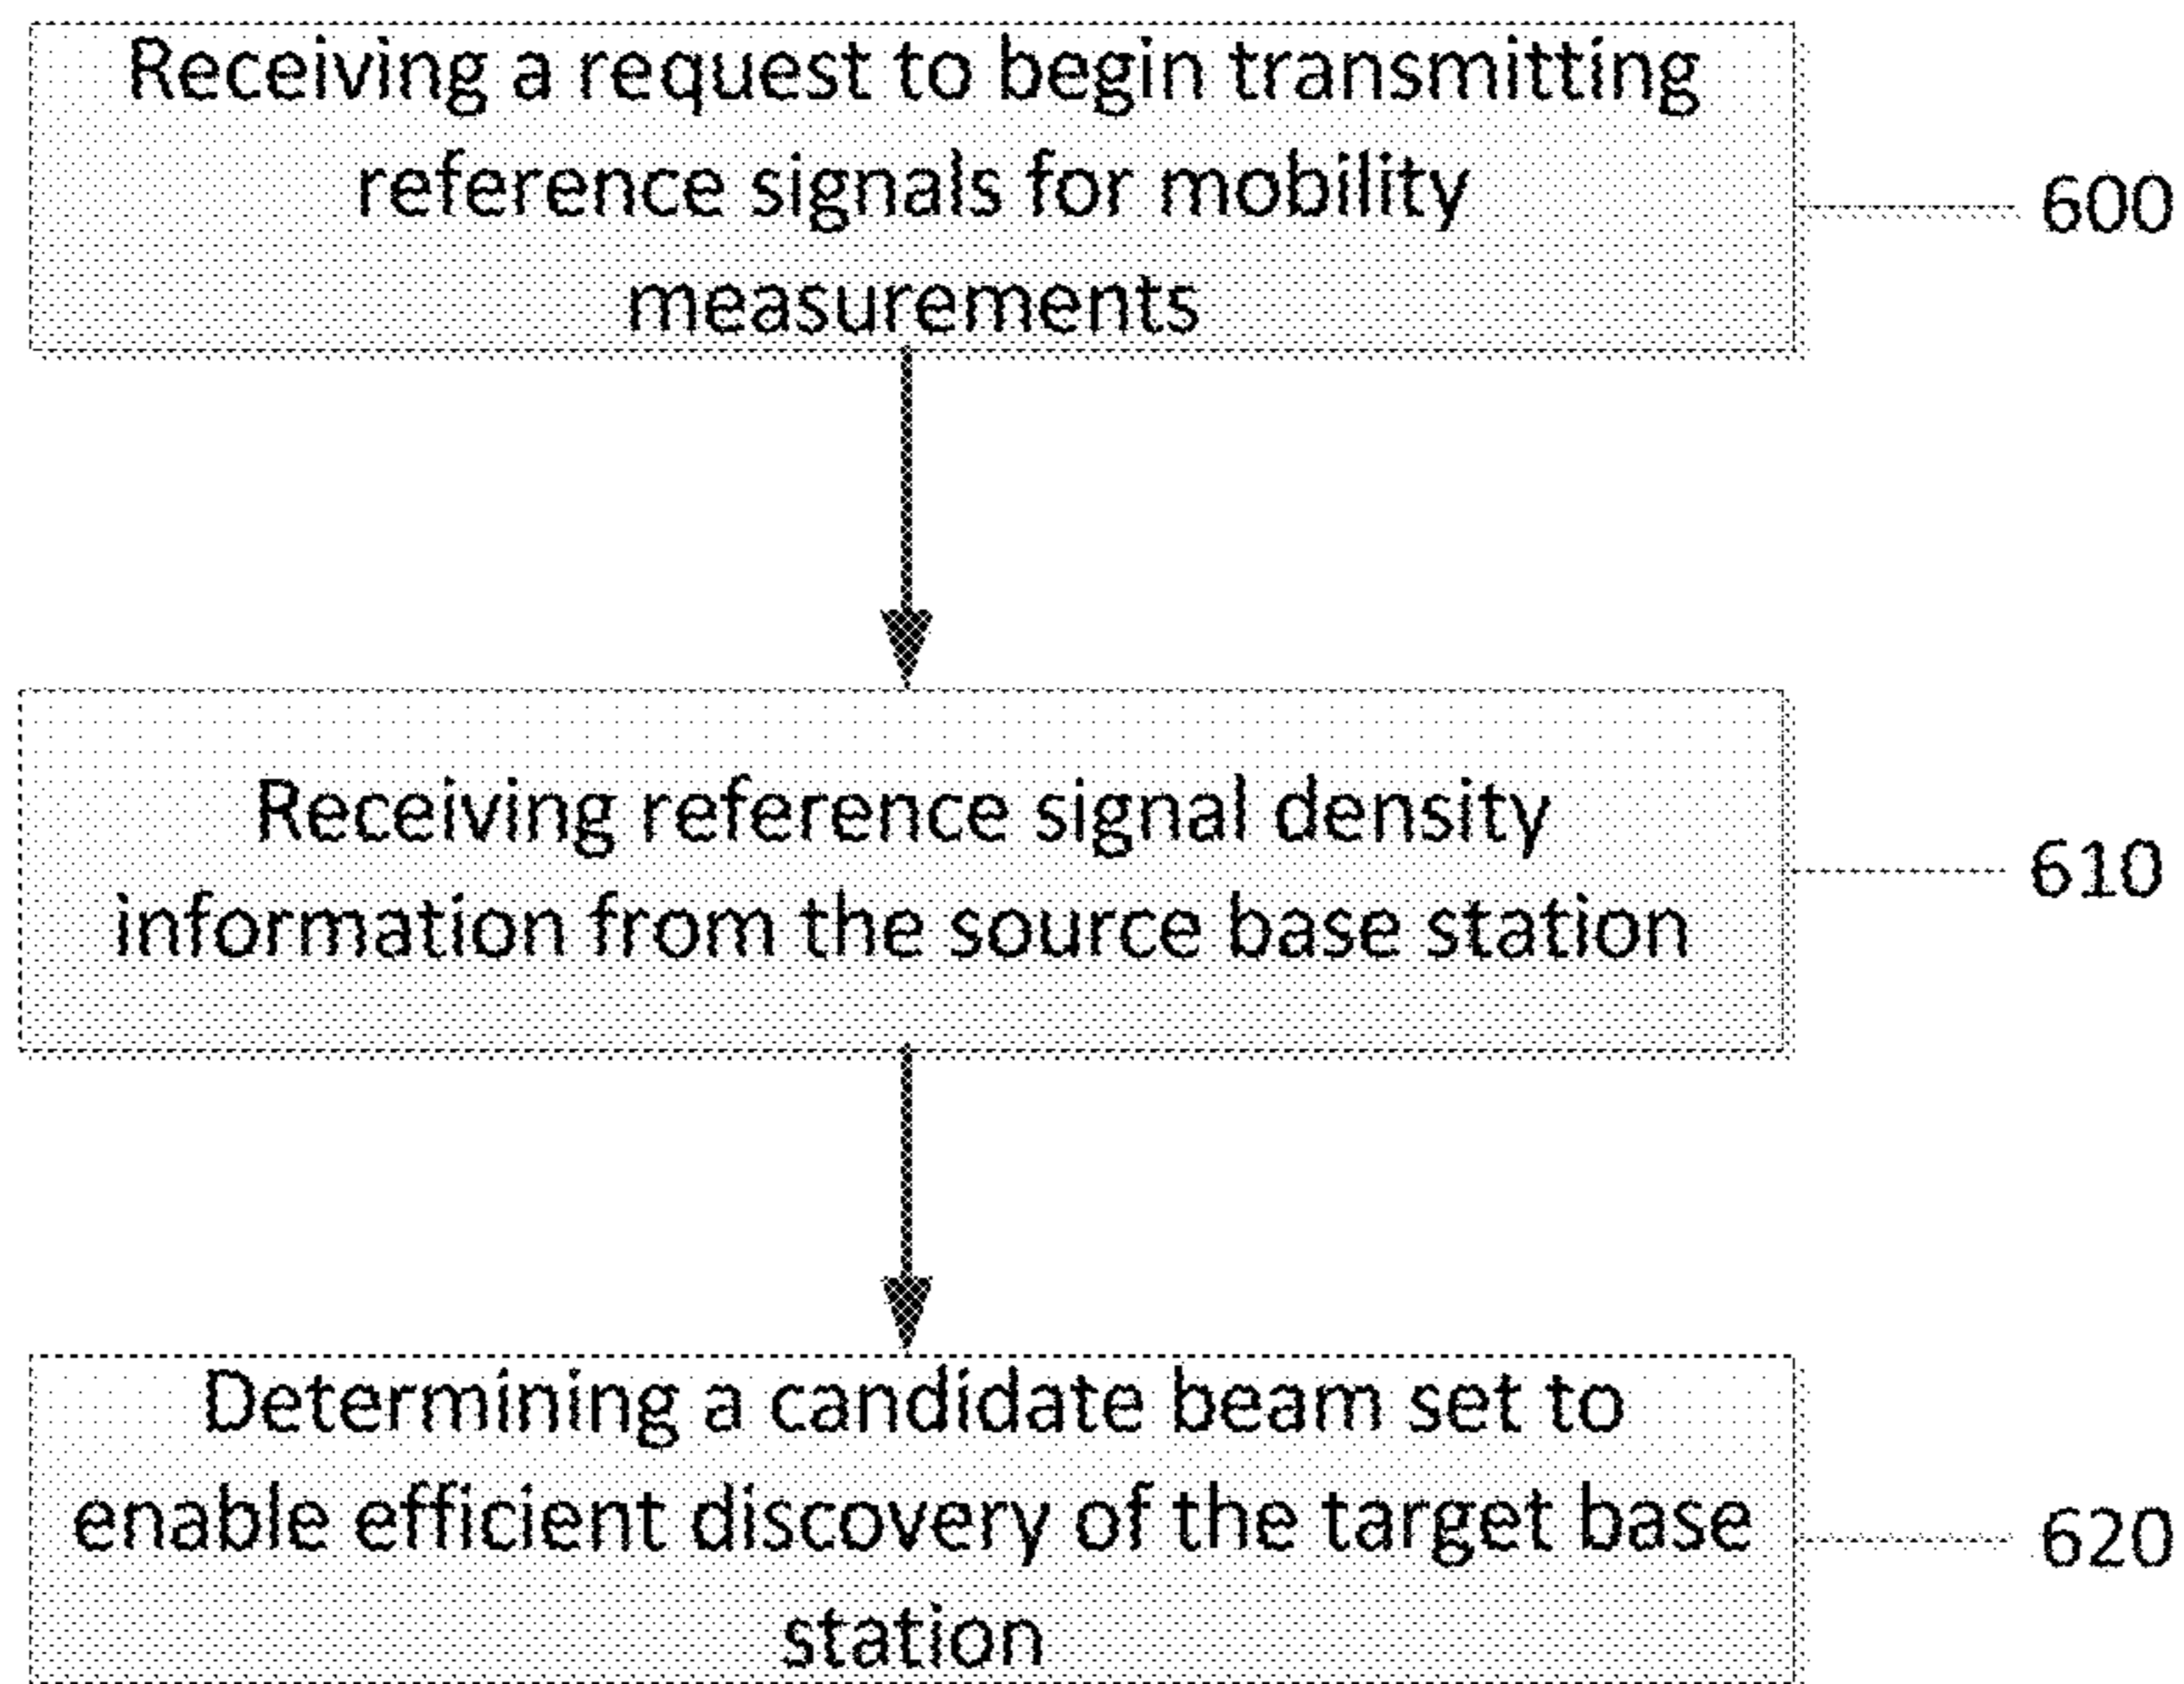 Receiving a request to begin transmitting
reference signals for mobility
measurements
600
Receiving reference signal density
information from the source base station
610
Determining a candidate beam set to
enable efficient discovery of the target base
station
620